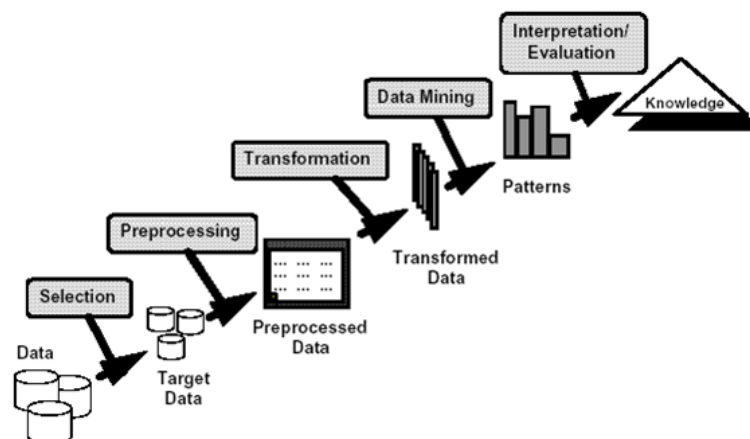 Interpretation/
Evaluation
Data Mining
Knowledge
Transformation
Patterns
Preprocessing
Transformed
Data
Selection
Preprocessed
Data
Data
Target
Data